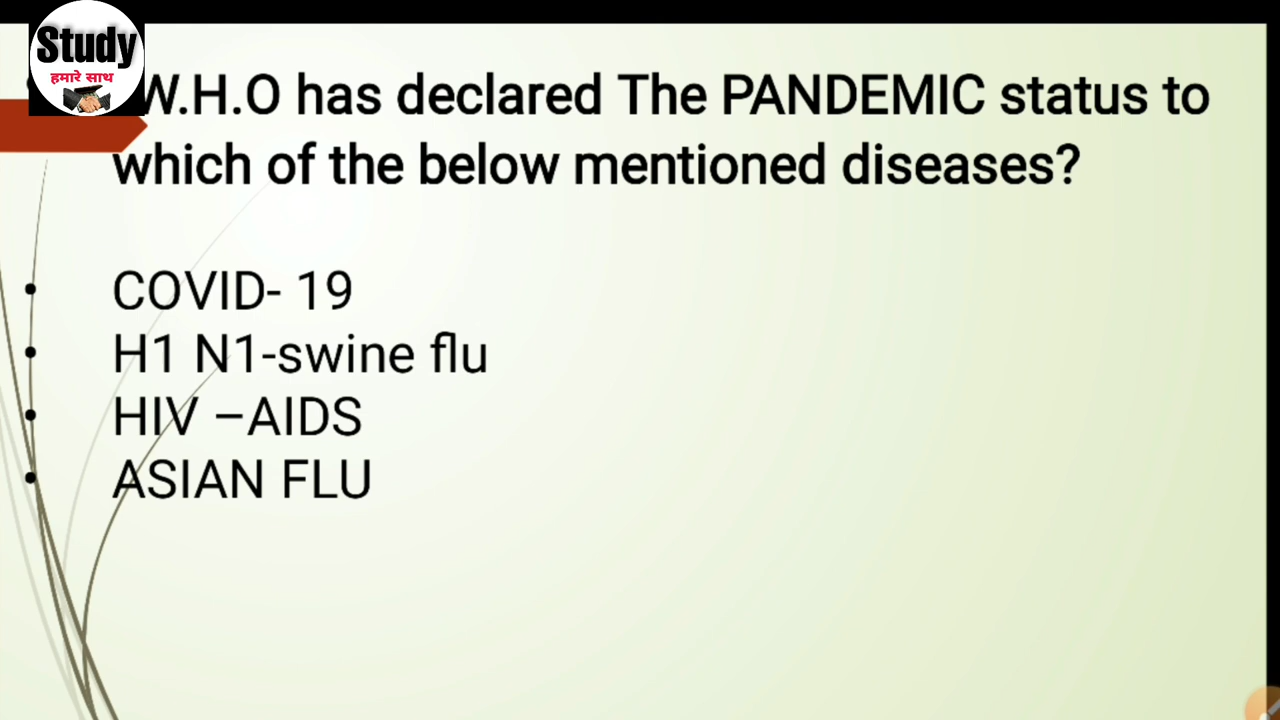 Study
हमारे साथ
W.H.O has declared The PANDEMIC status to
which of the below mentioned diseases?
• COVID- 19
• H1 N1-swine flu
• HIV –AIDS
• ASIAN FLU